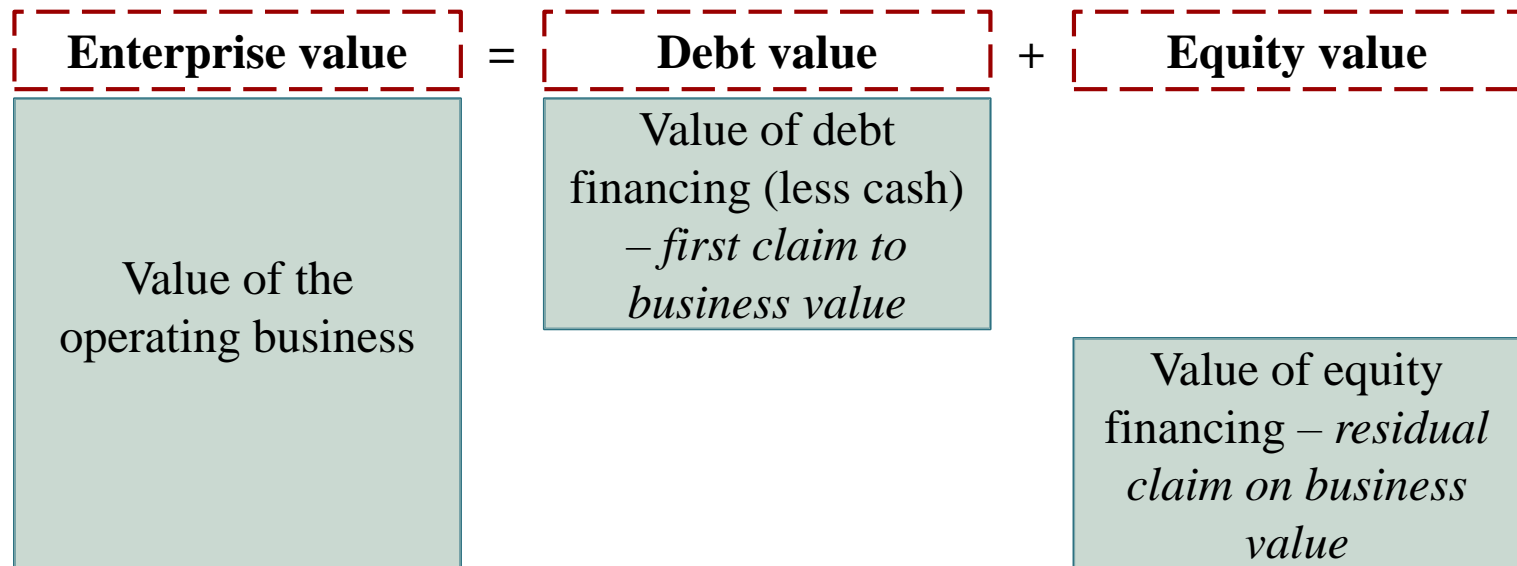 Enterprise value = Debt value + Equity value
Value of the
operating business
Value of debt
financing (less cash)
– first claim to
business value
Value of equity
financing – residual
claim on business
value